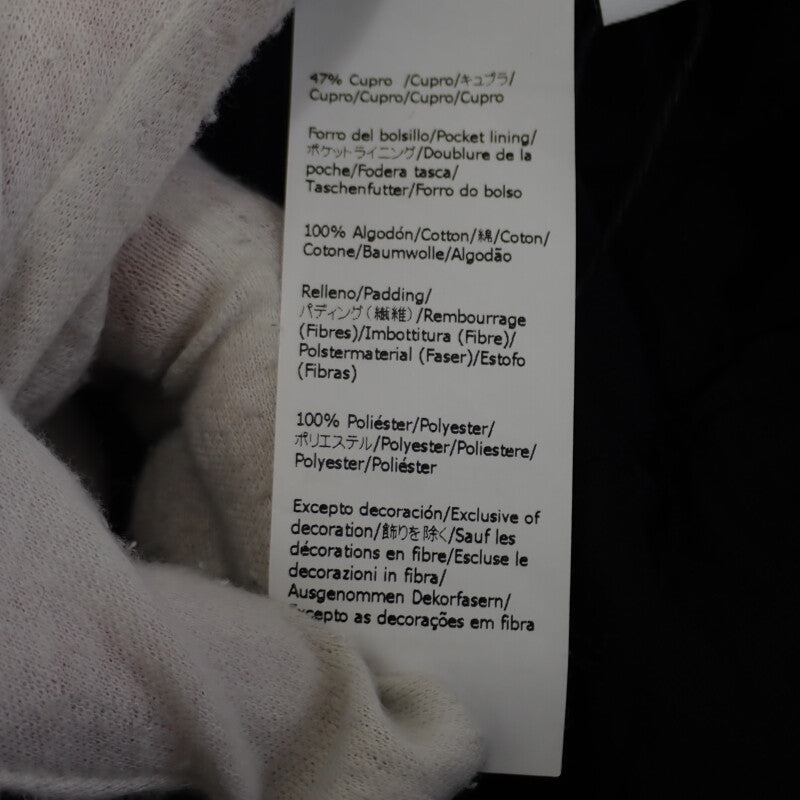 47% Cupro /Cupro/キュプラ/
Cupro/Cupro/Cupro/Cupro
Forro del bolsillo/Pocket lining/
ポケットライニング/Doublure de la
poche/Fodera tasca/
Taschenfutter/Forro do bolso
100% Algodón/Cotton/綿/Coton/
Cotone/Baumwolle/Algodão
Relleno/Padding/
パディング(繊維)/Rembourrage
(Fibres)/Imbottitura (Fibre)/
Polstermaterial (Faser)/Estofo
(Fibras)
100% Poliéster/Polyester/
ポリエステル/Polyester/Poliestere/
Polyester/Poliéster
Excepto decoración/Exclusive of
decoration/飾りを除く/Sauf les
décorations en fibre/Escluse le
decorazioni in fibra/
Ausgenommen Dekorfasern/
Excepto as decorações em fibra